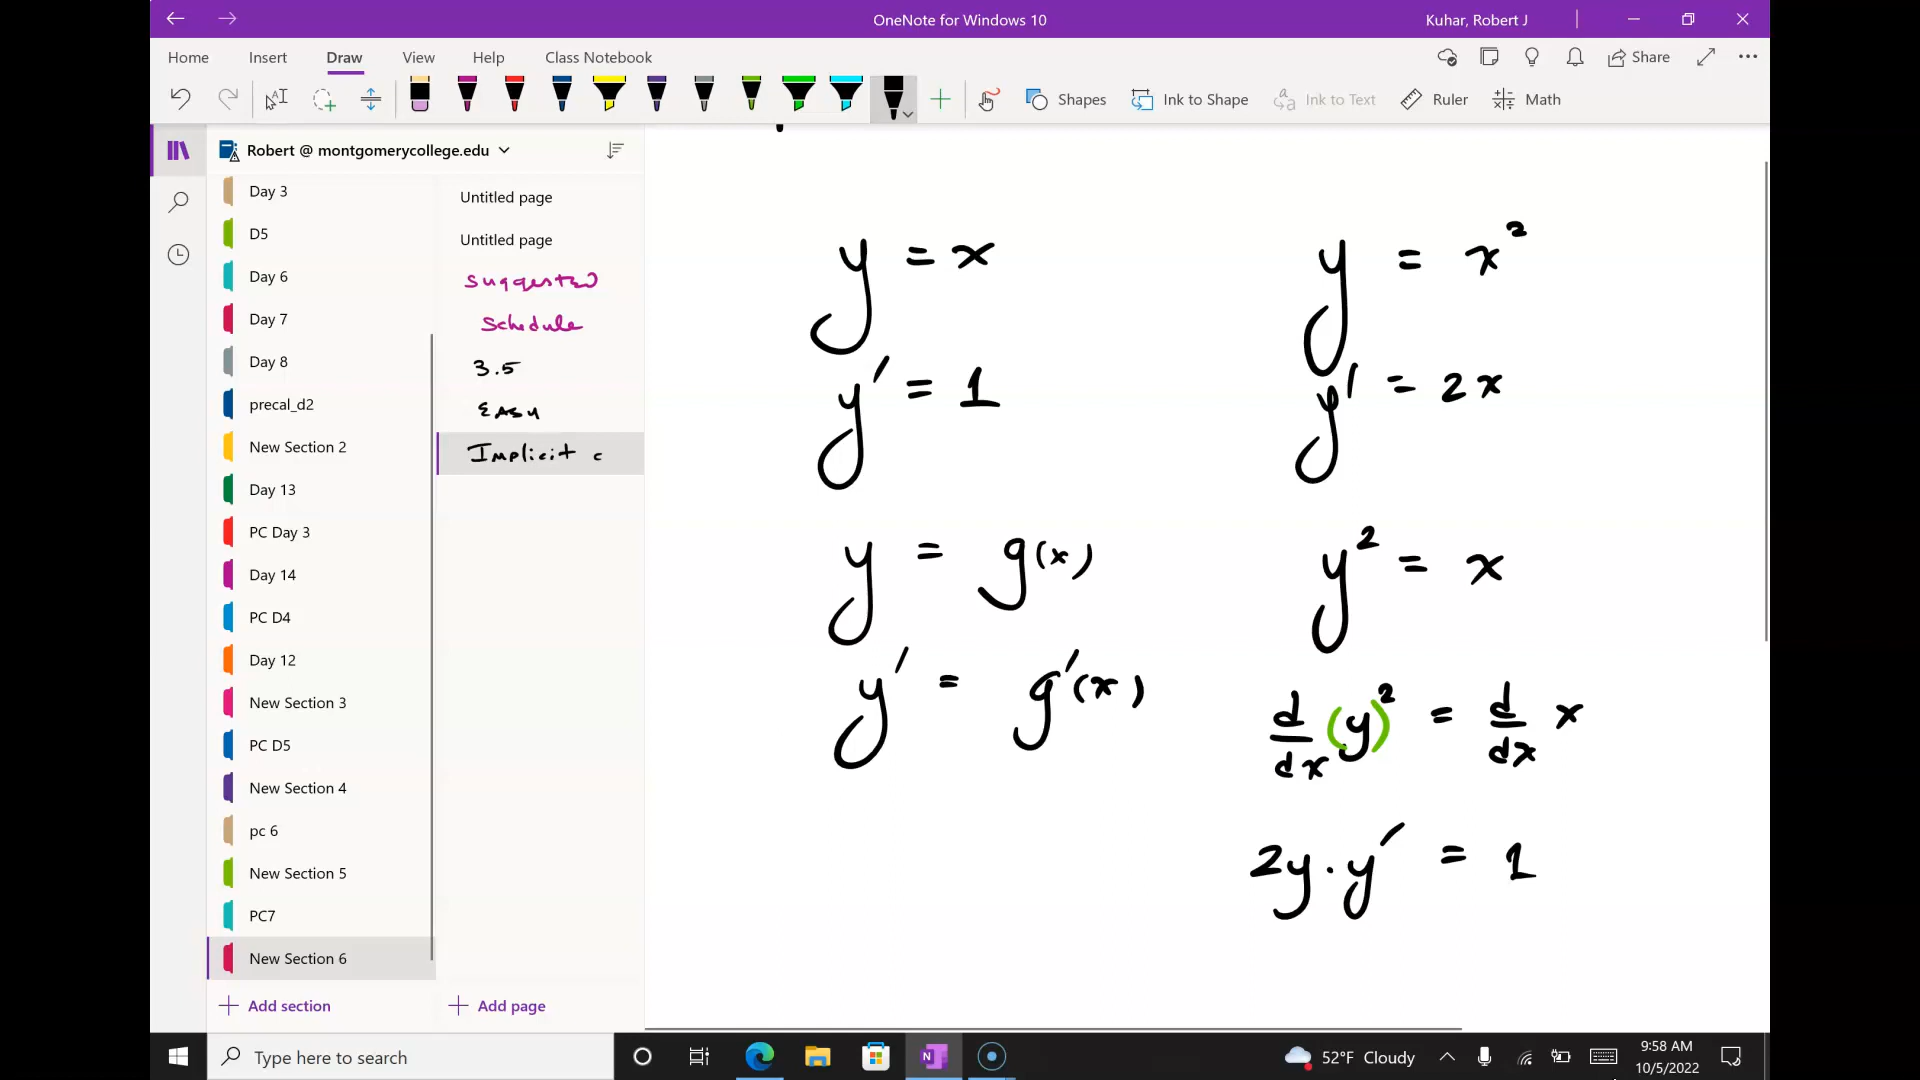 OneNote for Windows 10
Kuhar, Robert J
Home Insert Draw View Help Class Notebook
Share
Shapes Ink to Shape Ink to Text Ruler Math
Robert @ montgomerycollege.edu
Day 3
D5
Day 6
Day 7
Day 8
precal_d2
New Section 2
Day 13
PC Day 3
Day 14
PC D4
Day 12
New Section 3
PC D5
New Section 4
pc 6
New Section 5
PC7
New Section 6
Add section
Untitled page
Untitled page
suggested
schedule
3.5
EASY
Implicit
Add page
y = x
y' = 1
y = g(x)
y' = g'(x)
y = x²
y' = 2x
y² = x
d/dx (y)² = d/dx x
2y · y' = 1
Type here to search
52°F Cloudy
9:58 AM
10/5/2022